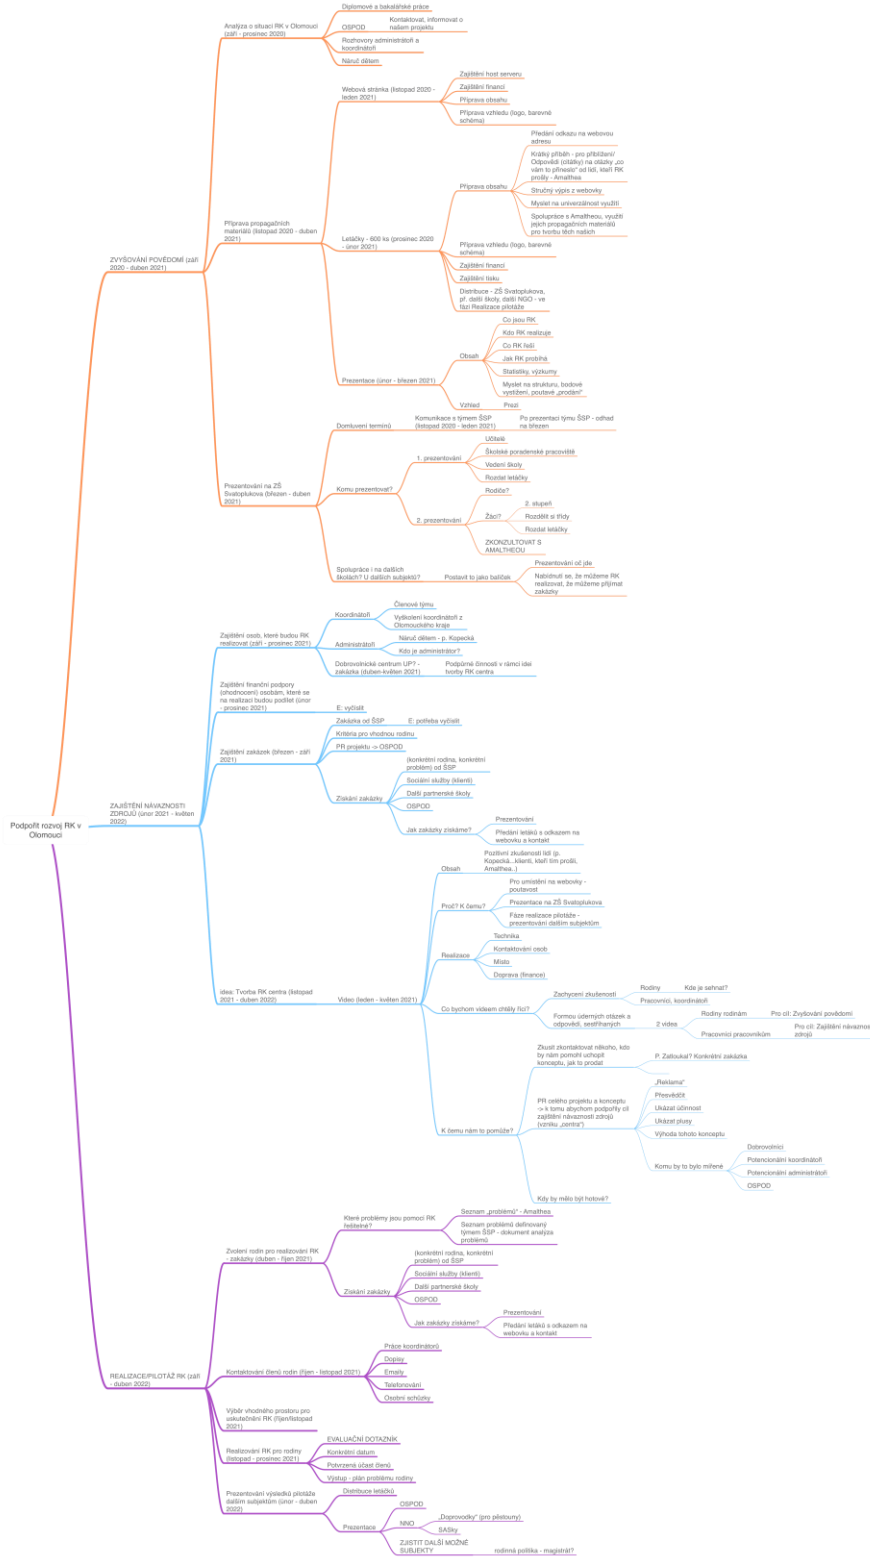 Podpořit rozvoj RK v
Olomouci
ZVYŠOVÁNÍ POVĚDOMÍ (září
2020 - duben 2021)
Analýza o situaci RK v Olomouci
(září - prosinec 2020)
Diplomové a bakalářské práce
OSPOD
Kontaktovat, informovat o
našem projektu
Rozhovory administrátoři a
koordinátoři
Náruč dětem
Příprava propagačních
materiálů (listopad 2020 - duben
2021)
Webová stránka (listopad 2020 -
leden 2021)
Zajištění host serveru
Zajištění financí
Příprava obsahu
Příprava vzhledu (logo, barevné
schéma)
Letáčky - 600 ks (prosinec 2020
- únor 2021)
Příprava obsahu
Předání odkazu na webovou
adresu
Krátký příběh - pro přiblížení/
Odpovědi (citátky) na otázky „co
vám to přineslo“ od lidí, kteří RK
prošly - Amalthea
Stručný výpis z webovky
Myslet na univerzálnost využití
Spolupráce s Amaltheou, využití
jejich propagačních materiálů
pro tvorbu těch našich
Příprava vzhledu (logo, barevné
schéma)
Zajištění financí
Zajištění tisku
Distribuce - ZŠ Svatoplukova,
př. další školy, další NGO - ve
fázi Realizace pilotáže
Prezentace (únor - březen 2021)
Obsah
Co jsou RK
Kdo RK realizuje
Co RK řeší
Jak RK probíhá
Statistiky, výzkumy
Myslet na strukturu, bodové
vystižení, poutavé „prodání“
Vzhled
Prezi
Prezentování na ZŠ
Svatoplukova (březen - duben
2021)
Domluvení termínů
Komunikace s týmem ŠSP
(listopad 2020 - leden 2021)
Po prezentaci týmu ŠSP - odhad
na březen
Komu prezentovat?
1. prezentování
Učitelé
Školské poradenské pracoviště
Vedení školy
Rozdat letáčky
2. prezentování
Rodiče?
Žáci?
2. stupeň
Rozdělit si třídy
Rozdat letáčky
ZKONZULTOVAT S
AMALTHEOU
Spolupráce i na dalších
školách? U dalších subjektů?
Postavit to jako balíček
Prezentování oč jde
Nabídnutí se, že můžeme RK
realizovat, že můžeme přijímat
zakázky
ZAJIŠTĚNÍ NÁVAZNOSTI
ZDROJŮ (únor 2021 - květen
2022)
Zajištění osob, které budou RK
realizovat (září - prosinec 2021)
Koordinátoři
Členové týmu
Vyškolení koordinátoři z
Olomouckého kraje
Administrátoři
Náruč dětem - p. Kopecká
Kdo je administrátor?
Dobrovolnické centrum UP? -
zakázka (duben-květen 2021)
Podpůrné činnosti v rámci idei
tvorby RK centra
Zajištění finanční podpory
(ohodnocení) osobám, které se
na realizaci budou podílet (únor
- prosinec 2021)
E: vyčíslit
Zajištění zakázek (březen - září
2021)
Zakázka od ŠSP
E: potřeba vyčíslit
Kritéria pro vhodnou rodinu
PR projektu -> OSPOD
Získání zakázky
(konkrétní rodina, konkrétní
problém) od ŠSP
Sociální služby (klienti)
Další partnerské školy
OSPOD
Jak zakázky získáme?
Prezentování
Předání letáků s odkazem na
webovku a kontakt
Idea: Tvorba RK centra (listopad
2021 - duben 2022)
Video (leden - květen 2021)
Obsah
Pozitivní zkušenosti lidí (p.
Kopecká...klienti, kteří tím prošli,
Amalthea..)
Proč? K čemu?
Pro umístění na webovky -
poutavost
Prezentace na ZŠ Svatoplukova
Fáze realizace pilotáže -
prezentování dalším subjektům
Realizace
Technika
Kontaktování osob
Místo
Doprava (finance)
Co bychom videem chtěly říci?
Zachycení zkušeností
Rodiny
Kde je sehnat?
Pracovníci, koordinátoři
Formou úderných otázek a
odpovědí, sestříhaných
2 videa
Rodiny rodinám
Pro cíl: Zvyšování povědomí
Pracovníci pracovníkům
Pro cíl: Zajištění návaznos
zdrojů
K čemu nám to pomůže?
Zkusit zkontaktovat někoho, kdo
by nám pomohl uchopit
konceptu, jak to prodat
P. Zatloukal? Konkrétní zakázka
PR celého projektu a konceptu
-> k tomu abychom podpořily cíl
zajištění návaznosti zdrojů
(vzniku „centra“)
„Reklama“
Přesvědčit
Ukázat účinnost
Ukázat plusy
Výhoda tohoto konceptu
Komu by to bylo mířené
Dobrovolníci
Potencionální koordinátoři
Potencionální administrátoři
OSPOD
Kdy by mělo být hotové?
REALIZACE/PILOTÁŽ RK (září
- duben 2022)
Zvolení rodin pro realizování RK
- zakázky (duben - říjen 2021)
Které problémy jsou pomocí RK
řešitelné?
Seznam „problémů“ - Amalthea
Seznam problémů definovaný
týmem ŠSP - dokument analýza
problémů
Získání zakázky
(konkrétní rodina, konkrétní
problém) od ŠSP
Sociální služby (klienti)
Další partnerské školy
OSPOD
Jak zakázky získáme?
Prezentování
Předání letáků s odkazem na
webovku a kontakt
Kontaktování členů rodin (říjen - listopad 2021)
Práce koordinátorů
Dopisy
Emaily
Telefonování
Osobní schůzky
Výběr vhodného prostoru pro
uskutečnění RK (říjen/listopad
2021)
Realizování RK pro rodiny
(listopad - prosinec 2021)
EVALUAČNÍ DOTAZNÍK
Konkrétní datum
Potvrzená účast členů
Výstup - plán problému rodiny
Prezentování výsledků pilotáže
dalším subjektům (únor - duben
2022)
Distribuce letáčků
Prezentace
OSPOD
NNO
„Doprovodky“ (pro pěstouny)
SASky
ZJISTIT DALŠÍ MOŽNÉ
SUBJEKTY
rodinná politika - magistrát?